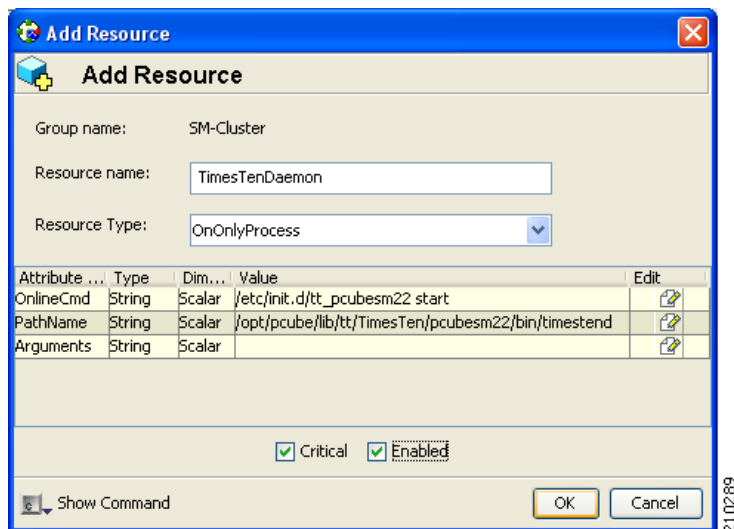 Add Resource
Add Resource
Group name: SM-Cluster
Resource name: TimesTenDaemon
Resource Type: OnOnlyProcess
Attribute ... Type Dim... Value Edit
OnlineCmd String Scalar /etc/init.d/tt_pcubesm22 start
PathName String Scalar /opt/pcube/lib/tt/TimesTen/pcubesm22/bin/timestend
Arguments String Scalar
Critical Enabled
Show Command OK Cancel
210289